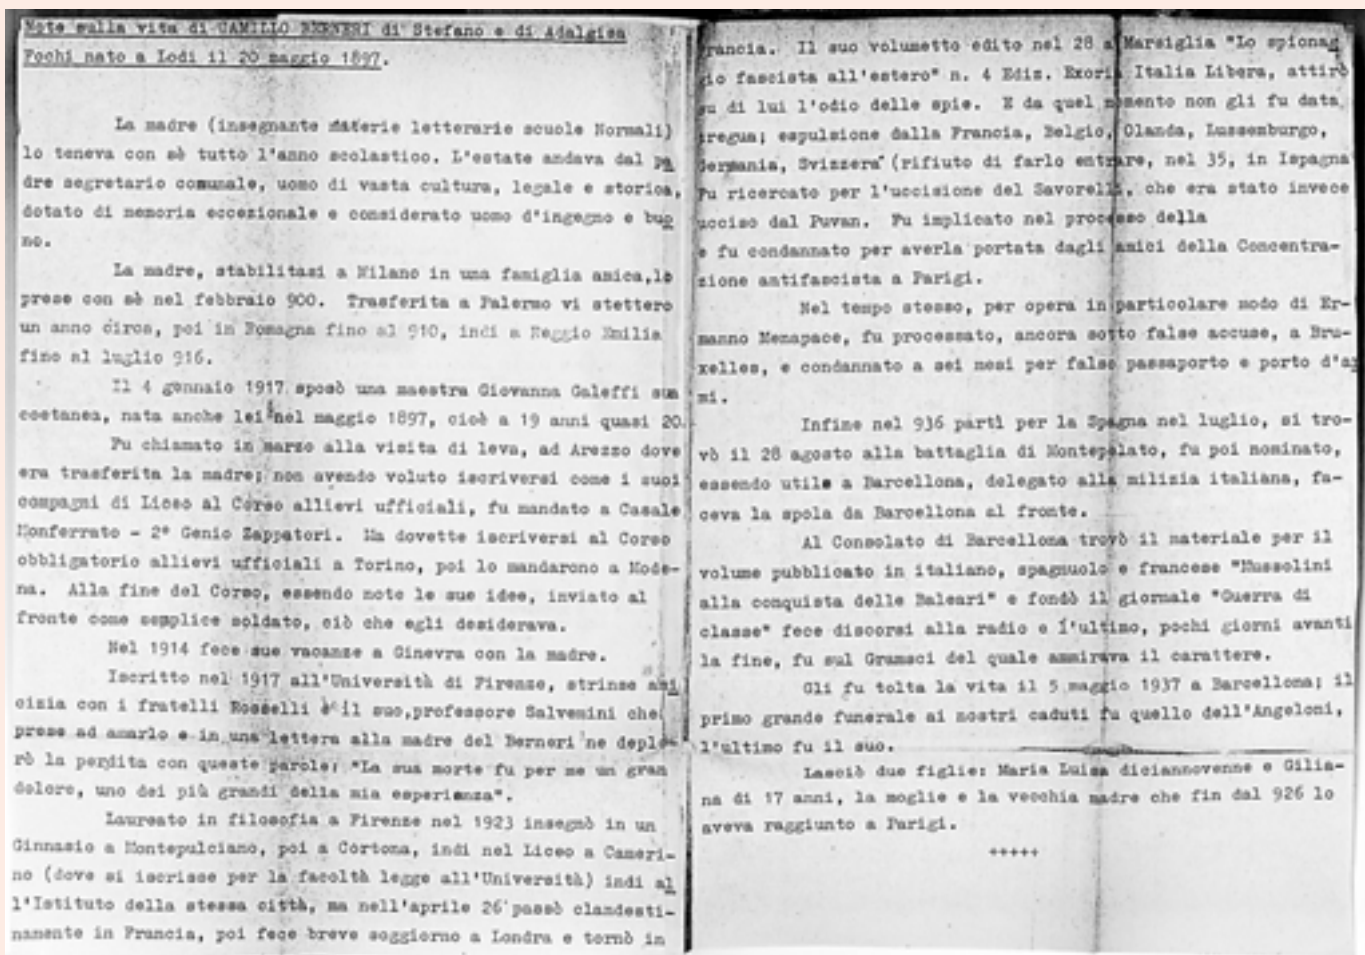 Note sulla vita di CAMILLO BERNERI di Stefano e di Adalgisa
Fochi nato a Lodi il 20 maggio 1897.
La madre (insegnante materie letterarie scuole Normali)
lo teneva con sè tutto l'anno scolastico. L'estate andava dal pa
dre segretario comunale, uomo di vasta cultura, legale e storica,
dotato di memoria eccezionale e considerato uomo d'ingegno e buo
no.
La madre, stabilitasi a Milano in una famiglia amica, lo
prese con sè nel febbraio 900. Trasferita a Palermo vi stettero
un anno circa, poi in Romagna fino al 910, indi a Reggio Emilia
fino al luglio 916.
Il 4 gennaio 1917 sposò una maestra Giovanna Caleffi sua
coetanea, nata anche lei nel maggio 1897, cioè a 19 anni quasi 20.
Fu chiamato in marzo alla visita di leva, ad Arezzo dove
era trasferita la madre; non avendo voluto iscriversi come i suoi
compagni di Liceo al Corso allievi ufficiali, fu mandato a Casale
Monferrato - 2° Genio Zappatori. Ma dovette iscriversi al Corso
obbligatorio allievi ufficiali a Torino, poi lo mandarono a Mode-
na. Alla fine del Corso, essendo note le sue idee, inviato al
fronte come semplice soldato, ciò che egli desiderava.
Nel 1914 fece sue vacanze a Ginevra con la madre.
Iscritto nel 1917 all'Università di Firenze, strinse ami
cizia con i fratelli Rosselli e il suo professore Salvemini che
prese ad amarlo e in una lettera alla madre del Berneri ne deplo-
rò la perdita con queste parole: "La sua morte fu per me un gran
dolore, uno dei più grandi della mia esperienza".
Laureato in filosofia a Firenze nel 1923 insegnò in un
Ginnasio a Montepulciano, poi a Cortona, indi nel Liceo a Cameri-
no (dove si iscrisse per la facoltà legge all'Università) indi al
l'Istituto della stessa città, ma nell'aprile 26 passò clandesti-
namente in Francia, poi fece breve soggiorno a Londra e tornò in
Francia. Il suo volumetto edito nel 28 a Marsiglia "Lo spionag
gio fascista all'estero" n. 4 Ediz. Exoria Italia Libera, attirò
su di lui l'odio delle spie. E da quel momento non gli fu data
tregua; espulsione dalla Francia, Belgio, Olanda, Lussemburgo,
Germania, Svizzera (rifiuto di farlo entrare, nel 35, in Ispagna
Fu ricercato per l'uccisione del Savorelli, che era stato invece
ucciso dal Puvan. Fu implicato nel processo della
e fu condannato per averla portata dagli amici della Concentra-
zione antifascista a Parigi.
Nel tempo stesso, per opera in particolare modo di Er-
manno Menapace, fu processato, ancora sotto false accuse, a Bru-
xelles, e condannato a sei mesi per falso passaporto e porto d'ar
mi.
Infine nel 936 partì per la Spagna nel luglio, si tro-
vò il 28 agosto alla battaglia di Montepelato, fu poi nominato,
essendo utile a Barcellona, delegato alla milizia italiana, fa-
ceva la spola da Barcellona al fronte.
Al Consolato di Barcellona trovò il materiale per il
volume pubblicato in italiano, spagnuolo e francese "Mussolini
alla conquista delle Baleari" e fondò il giornale "Guerra di
classe" fece discorsi alla radio e l'ultimo, pochi giorni avanti
la fine, fu sul Gramsci del quale ammirava il carattere.
Gli fu tolta la vita il 5 maggio 1937 a Barcellona; il
primo grande funerale ai nostri caduti fu quello dell'Angeloni,
l'ultimo fu il suo.
Lasciò due figlie: Maria Luisa diciannovenne e Gilia-
na di 17 anni, la moglie e la vecchia madre che fin dal 926 lo
aveva raggiunto a Parigi.
+++++